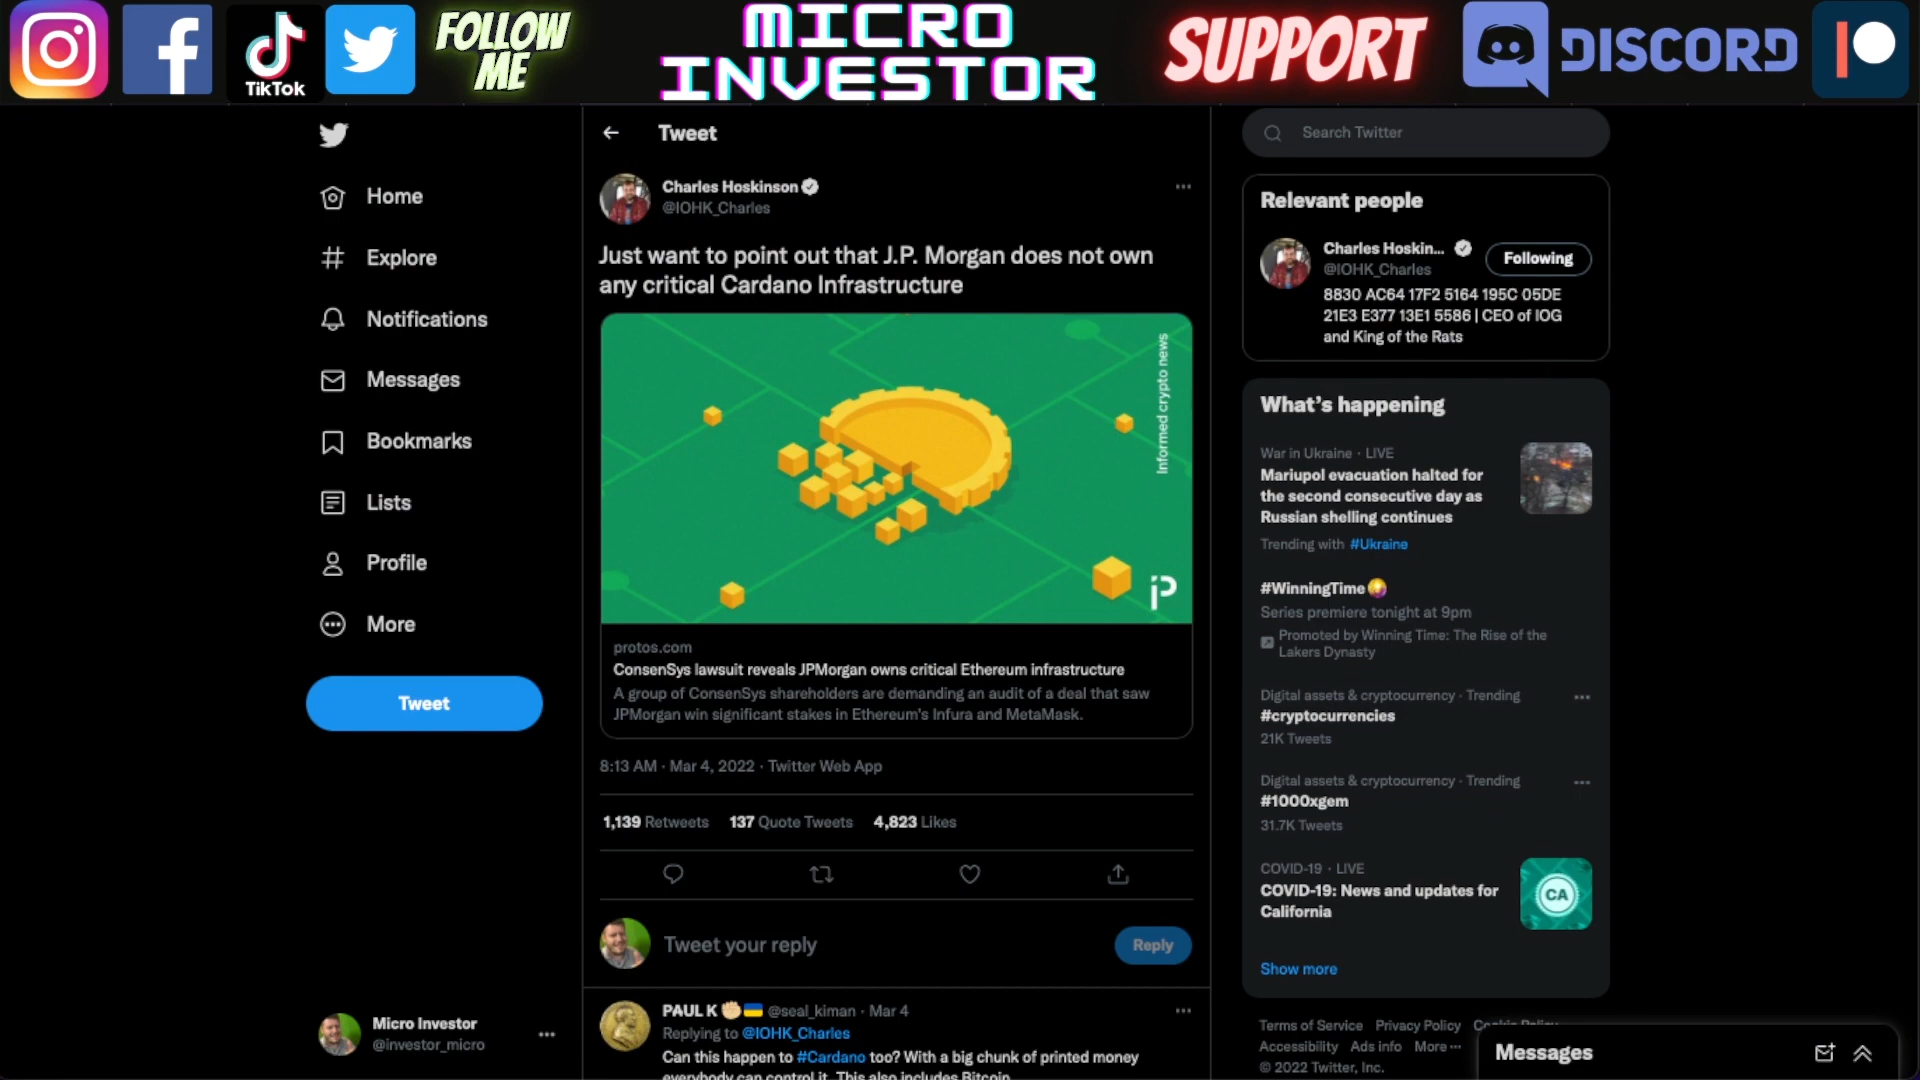 TikTok
FOLLOW
ME
MICRO
INVESTOR
SUPPORT
DISCORD
Home
Explore
Notifications
Messages
Bookmarks
Lists
Profile
More
Tweet
Micro Investor
@investor_micro
Tweet
Charles Hoskinson
@IOHK_Charles
Just want to point out that J.P. Morgan does not own
any critical Cardano Infrastructure
Informed crypto news
protos.com
ConsenSys lawsuit reveals JPMorgan owns critical Ethereum infrastructure
A group of ConsenSys shareholders are demanding an audit of a deal that saw
JPMorgan win significant stakes in Ethereum's Infura and MetaMask.
8:13 AM · Mar 4, 2022 · Twitter Web App
1,139 Retweets 137 Quote Tweets 4,823 Likes
Tweet your reply
Reply
PAUL K @seal_kiman · Mar 4
Replying to @IOHK_Charles
Can this happen to #Cardano too? With a big chunk of printed money
everybody can control it. This also includes Bitcoin
Search Twitter
Relevant people
Charles Hoskin...
@IOHK_Charles
Following
8830 AC64 17F2 5164 195C 05DE
21E3 E377 13E1 5586 | CEO of IOG
and King of the Rats
What's happening
War in Ukraine · LIVE
Mariupol evacuation halted for
the second consecutive day as
Russian shelling continues
Trending with #Ukraine
#WinningTime
Series premiere tonight at 9pm
Promoted by Winning Time: The Rise of the
Lakers Dynasty
Digital assets & cryptocurrency · Trending
#cryptocurrencies
21K Tweets
Digital assets & cryptocurrency · Trending
#1000xgem
31.7K Tweets
COVID-19 · LIVE
COVID-19: News and updates for
California
CA
Show more
Terms of Service Privacy Policy Cookie Policy
Accessibility Ads info More ···
© 2022 Twitter, Inc.
Messages